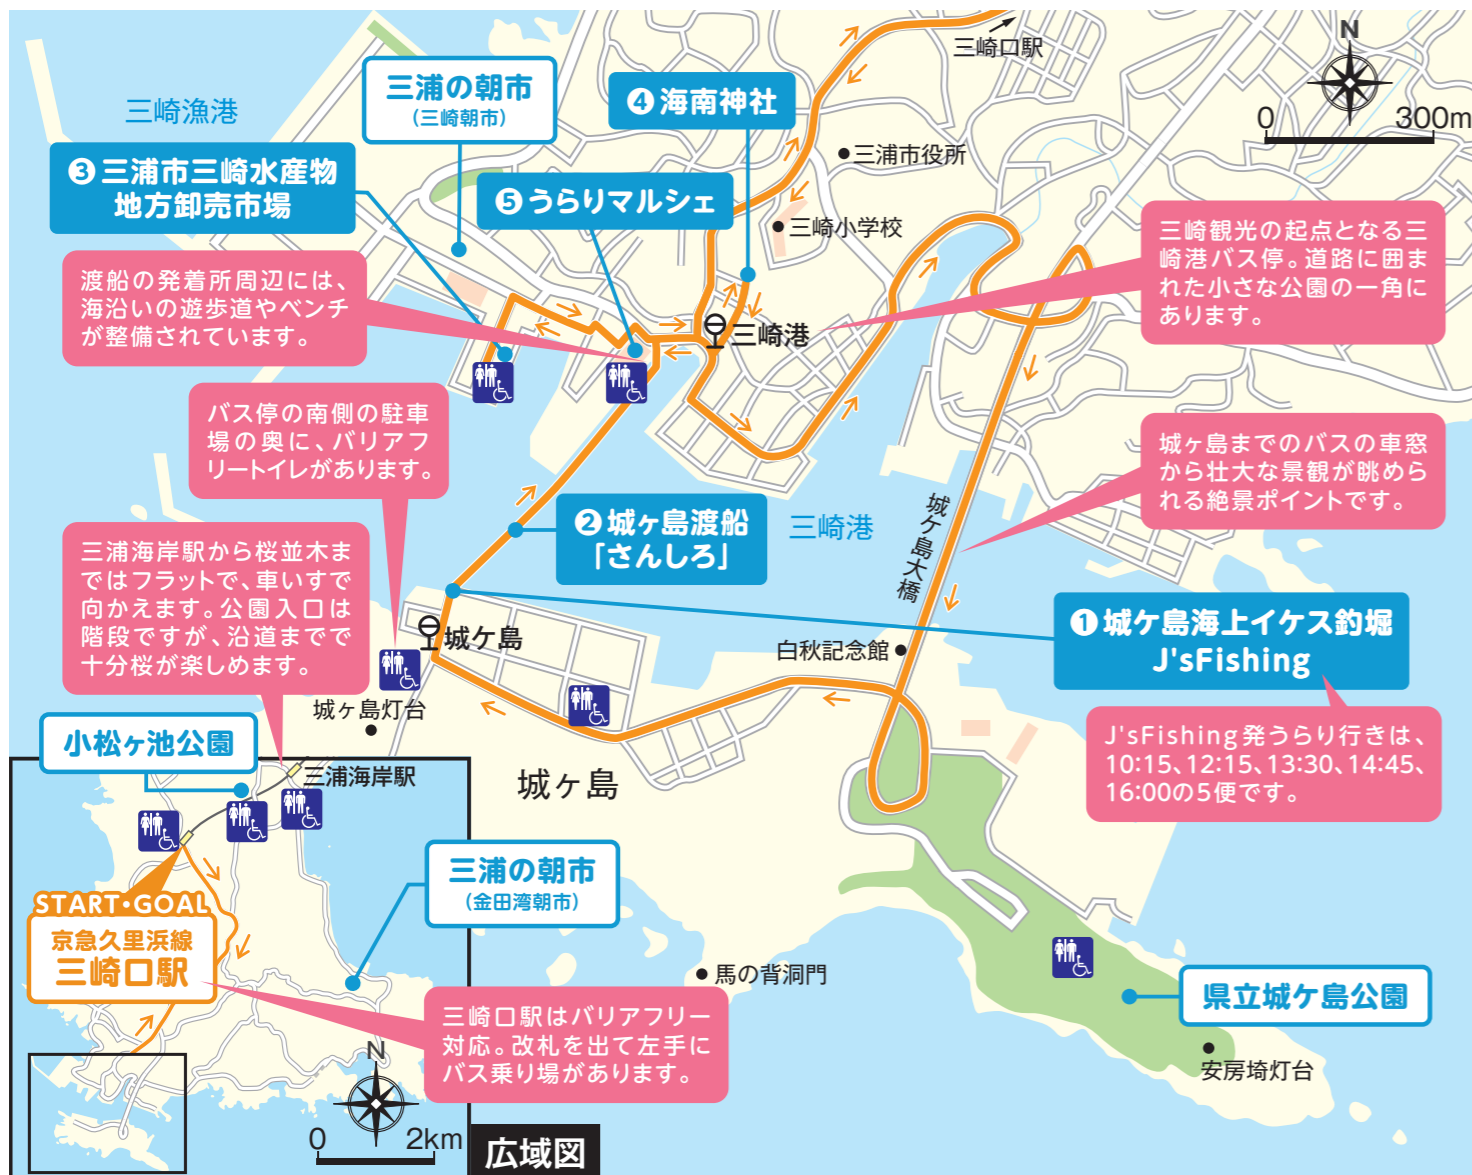 三崎口駅
N
0 300m
三崎漁港
三浦の朝市
(三崎朝市)
❹海南神社
三浦市役所
❸三浦市三崎水産物
地方卸売市場
❺うらりマルシェ
三崎小学校
三崎観光の起点となる三
崎港バス停。道路に囲ま
れた小さな公園の一角に
あります。
渡船の発着所周辺には、
海沿いの遊歩道やベンチ
が整備されています。
三崎港
バス停の南側の駐車
場の奥に、バリアフ
リートイレがあります。
城ヶ島までのバスの車窓
から壮大な景観が眺めら
れる絶景ポイントです。
❷城ヶ島渡船
「さんしろ」
三崎港
城ケ島大橋
三浦海岸駅から桜並木ま
ではフラットで、車いすで
向かえます。公園入口は
階段ですが、沿道までで
十分桜が楽しめます。
城ケ島
白秋記念館
❶城ケ島海上イケス釣堀
J'sFishing
城ヶ島灯台
J'sFishing発うらり行きは、
10:15、12:15、13:30、14:45、
16:00の5便です。
小松ヶ池公園
三浦海岸駅
城ヶ島
三浦の朝市
(金田湾朝市)
START・GOAL
京急久里浜線
三崎口駅
馬の背洞門
県立城ケ島公園
三崎口駅はバリアフリー
対応。改札を出て左手に
バス乗り場があります。
安房埼灯台
N
0 2km
広域図